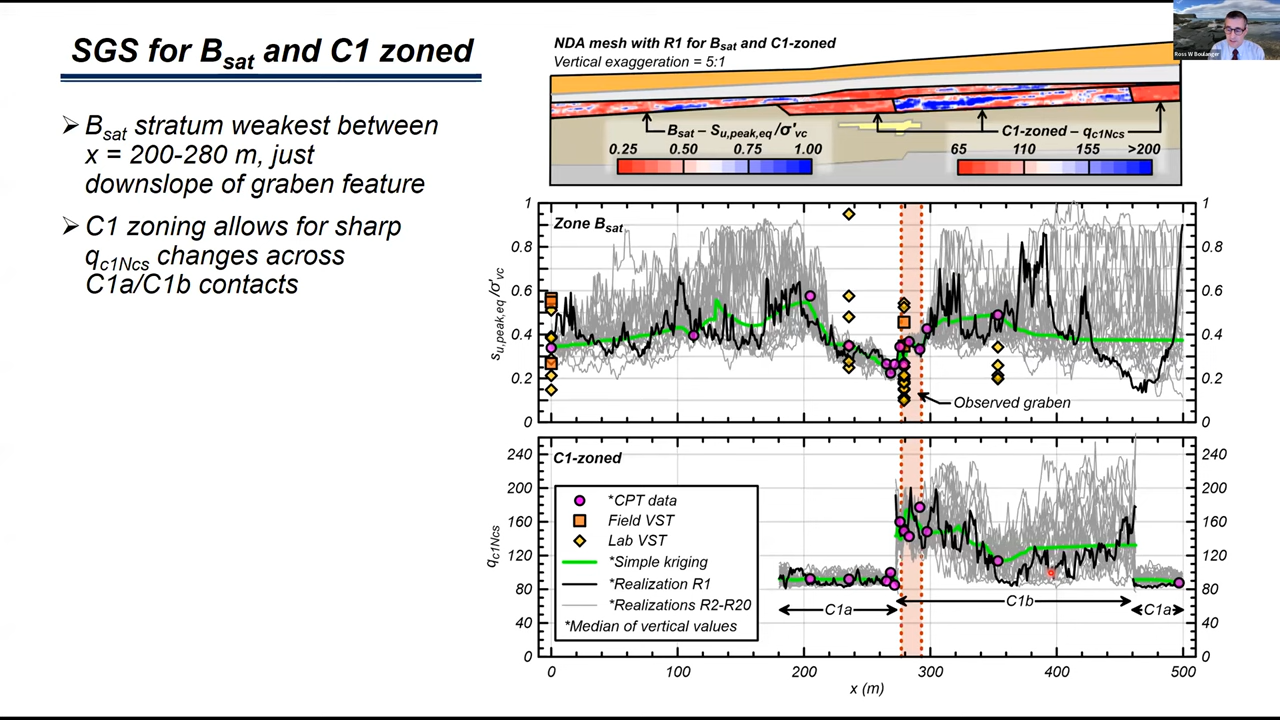 SGS for Bsat and C1 zoned
➢ Bsat stratum weakest between
x = 200-280 m, just
downslope of graben feature
➢ C1 zoning allows for sharp
qc1Ncs changes across
C1a/C1b contacts
NDA mesh with R1 for Bsat and C1-zoned
Vertical exaggeration = 5:1
Ross W Boulanger
Bsat – Su,peak,eq/σ'vc
C1-zoned – qc1Ncs
0.25 0.50 0.75 1.00
65 110 155 >200
Zone Bsat
su,peak,eq/σ'vc
1
0.8
0.6
0.4
0.2
0
1
0.8
0.6
0.4
0.2
0
Observed graben
C1-zoned
qc1Ncs
240
200
160
120
80
40
0
240
200
160
120
80
40
0
*CPT data
Field VST
Lab VST
*Simple kriging
*Realization R1
*Realizations R2-R20
*Median of vertical values
C1a
C1b
C1a
0 100 200 300 400 500
x (m)